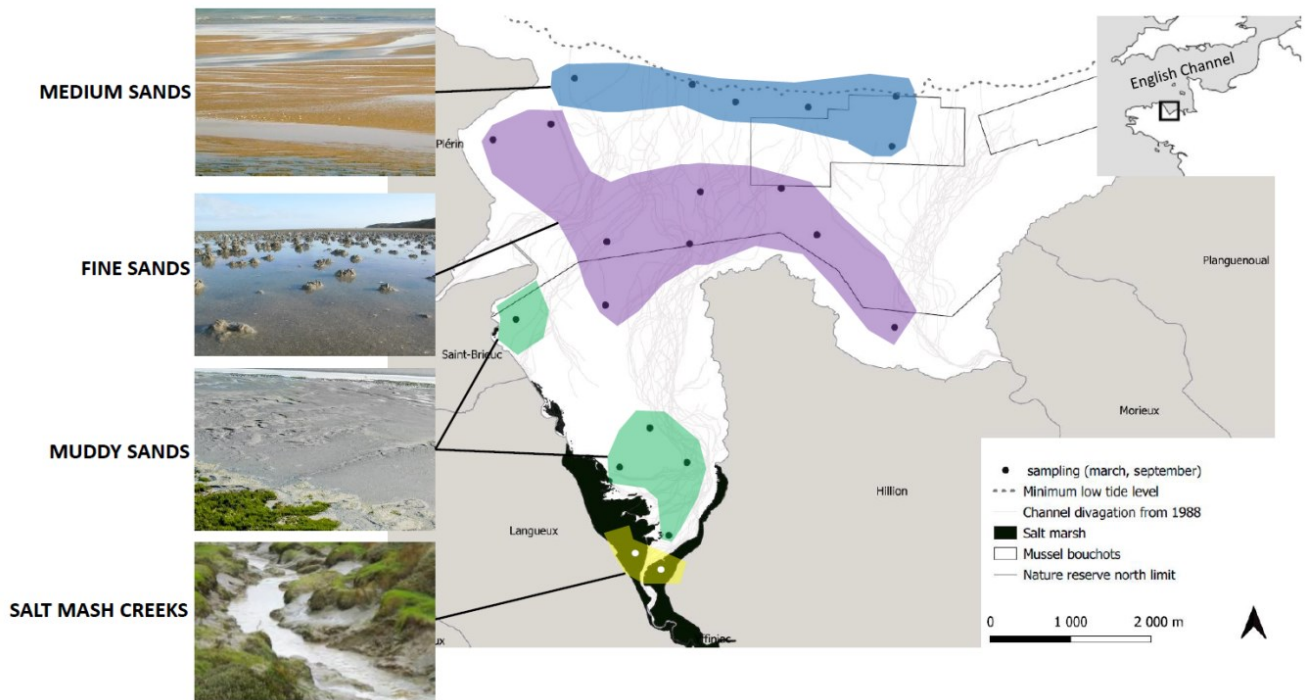 MEDIUM SANDS
FINE SANDS
MUDDY SANDS
SALT MASH CREEKS
English Channel
Plérin
Saint-Brieuc
Langueux
Hillion
Morieux
Planguenoual
ffiniac
ux
sampling (march, september)
Minimum low tide level
Channel divagation from 1988
Salt marsh
Mussel bouchots
Nature reserve north limit
0 1 000 2 000 m